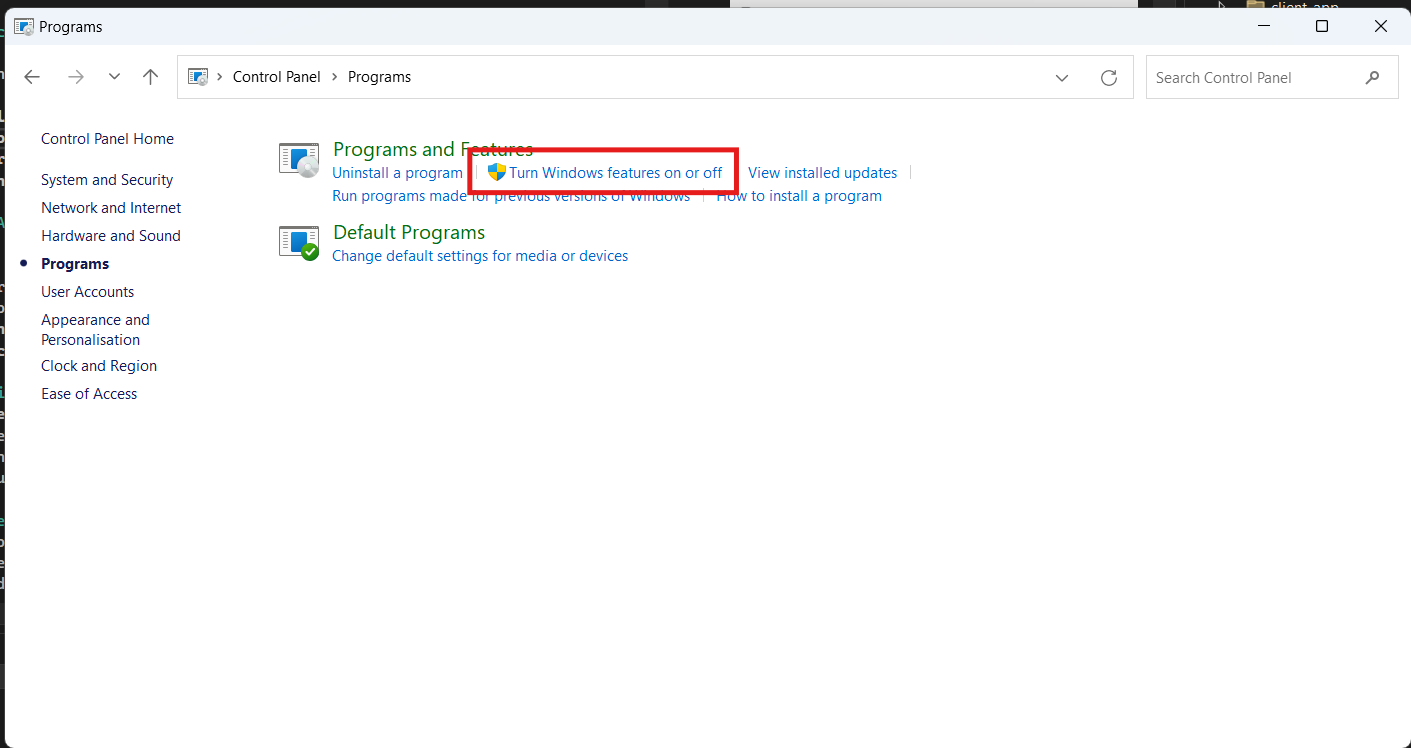 client_app
Programs
Control Panel > Programs
Search Control Panel
Control Panel Home
System and Security
Network and Internet
Hardware and Sound
Programs
User Accounts
Appearance and
Personalisation
Clock and Region
Ease of Access
Programs and Features
Uninstall a program
Turn Windows features on or off
View installed updates
Run programs made for previous versions of Windows
How to install a program
Default Programs
Change default settings for media or devices